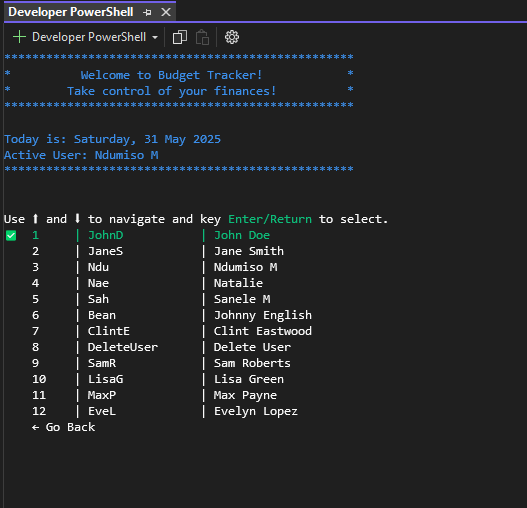 Developer PowerShell
+ Developer PowerShell
**************************************************
*          Welcome to Budget Tracker!            *
*        Take control of your finances!          *
**************************************************
Today is: Saturday, 31 May 2025
Active User: Ndumiso M
**************************************************
Use ⬆ and ⬇ to navigate and key Enter/Return to select.
✅ 1 | JohnD | John Doe
2 | JaneS | Jane Smith
3 | Ndu | Ndumiso M
4 | Nae | Natalie
5 | Sah | Sanele M
6 | Bean | Johnny English
7 | ClintE | Clint Eastwood
8 | DeleteUser | Delete User
9 | SamR | Sam Roberts
10 | LisaG | Lisa Green
11 | MaxP | Max Payne
12 | EveL | Evelyn Lopez
← Go Back